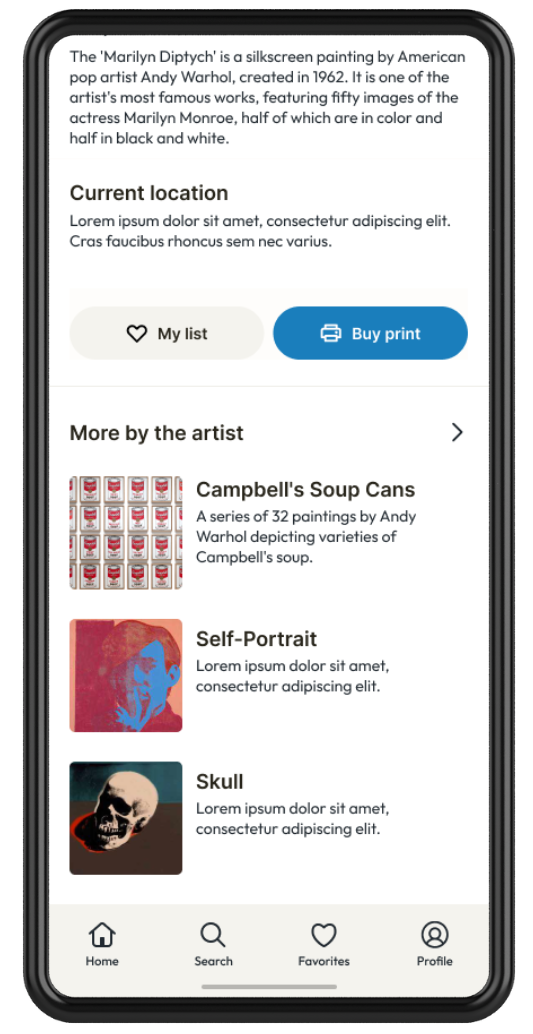 The 'Marilyn Diptych' is a silkscreen painting by American
pop artist Andy Warhol, created in 1962. It is one of the
artist's most famous works, featuring fifty images of the
actress Marilyn Monroe, half of which are in color and
half in black and white.
Current location
Lorem ipsum dolor sit amet, consectetur adipiscing elit.
Cras faucibus rhoncus sem nec varius.
My list
Buy print
More by the artist
Campbell's Soup Cans
A series of 32 paintings by Andy
Warhol depicting varieties of
Campbell's soup.
Self-Portrait
Lorem ipsum dolor sit amet,
consectetur adipiscing elit.
Skull
Lorem ipsum dolor sit amet,
consectetur adipiscing elit.
Home
Search
Favorites
Profile